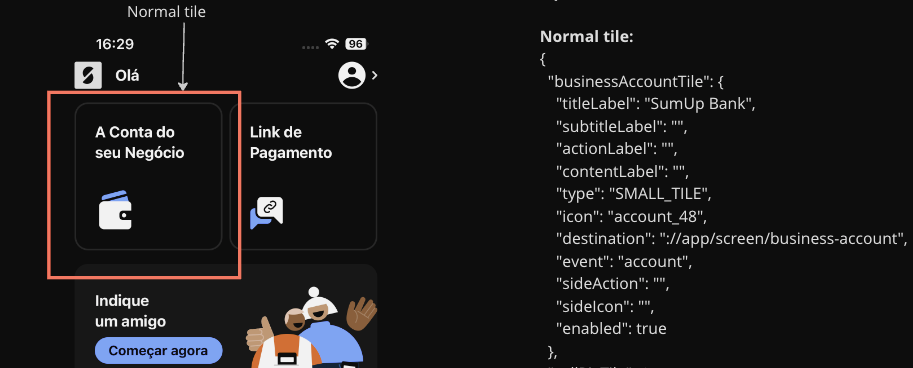 Normal tile
16:29
96
Olá
A Conta do
seu Negócio
Link de
Pagamento
Indique
um amigo
Começar agora
Normal tile:
{
"businessAccountTile": {
"titleLabel": "SumUp Bank",
"subtitleLabel": "",
"actionLabel": "",
"contentLabel": "",
"type": "SMALL_TILE",
"icon": "account_48",
"destination": "://app/screen/business-account",
"event": "account",
"sideAction": "",
"sideIcon": "",
"enabled": true
},